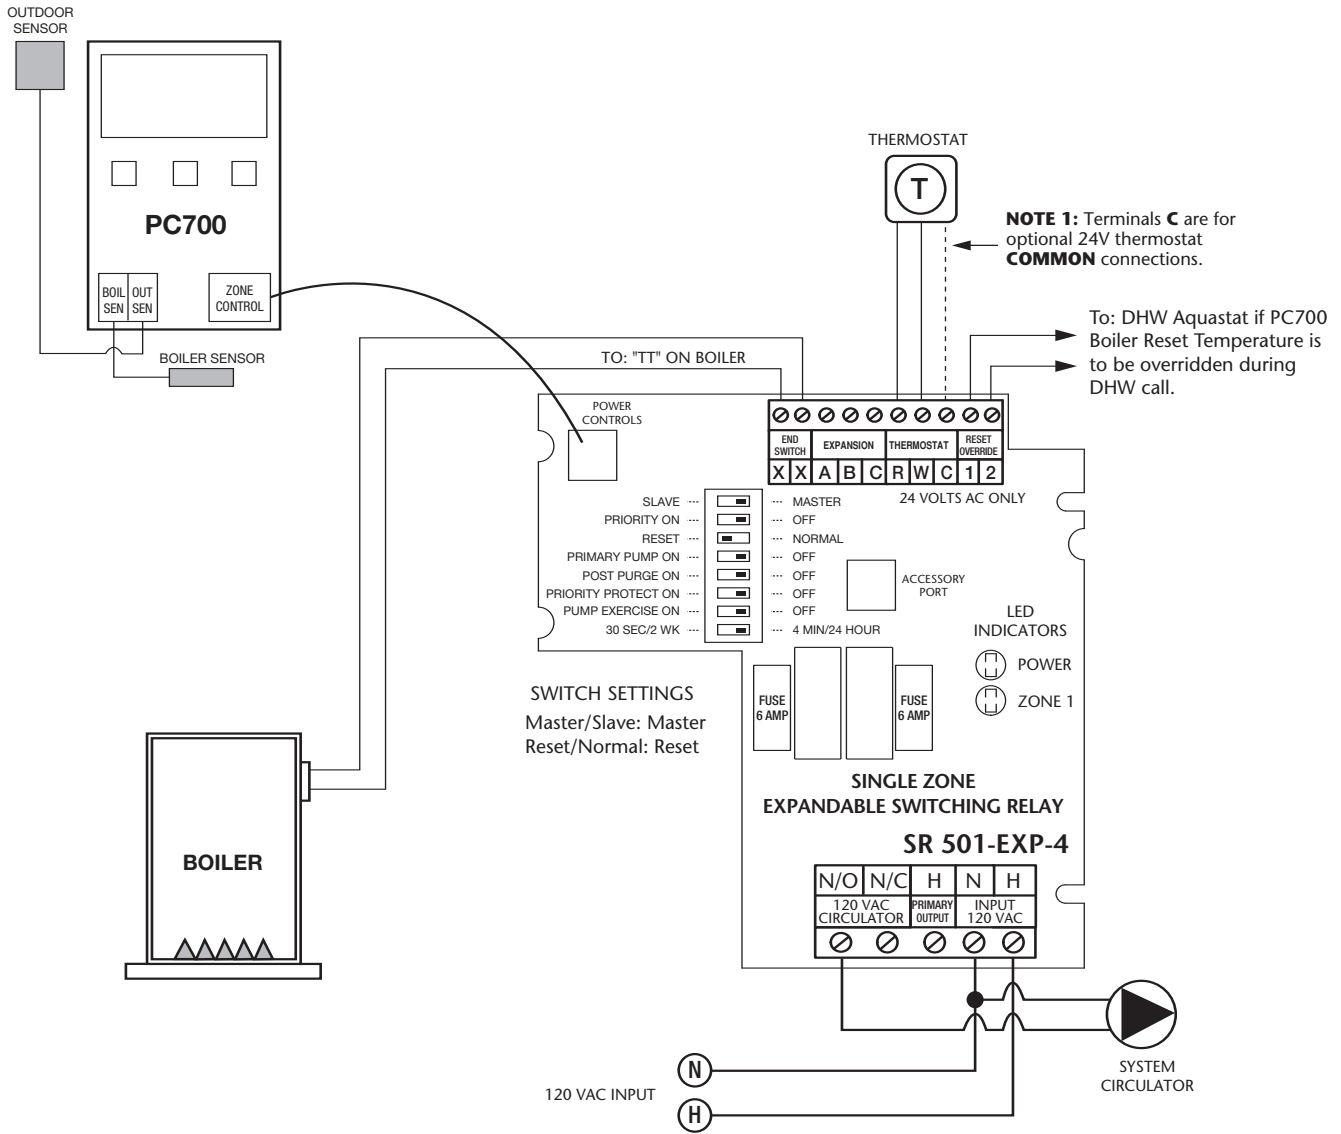 OUTDOOR
SENSOR
PC700
BOIL
SEN
OUT
SEN
ZONE
CONTROL
BOILER SENSOR
THERMOSTAT
T
NOTE 1: Terminals C are for
optional 24V thermostat
COMMON connections.
To: DHW Aquastat if PC700
Boiler Reset Temperature is
to be overridden during
DHW call.
TO: "TT" ON BOILER
POWER
CONTROLS
END
SWITCH
EXPANSION
THERMOSTAT
RESET
OVERRIDE
X X A B C R W C 1 2
24 VOLTS AC ONLY
SLAVE MASTER
PRIORITY ON OFF
RESET NORMAL
PRIMARY PUMP ON OFF
POST PURGE ON OFF
PRIORITY PROTECT ON OFF
PUMP EXERCISE ON OFF
30 SEC/2 WK 4 MIN/24 HOUR
ACCESSORY
PORT
LED
INDICATORS
POWER
ZONE 1
SWITCH SETTINGS
Master/Slave: Master
Reset/Normal: Reset
FUSE
6 AMP
FUSE
6 AMP
SINGLE ZONE
EXPANDABLE SWITCHING RELAY
SR 501-EXP-4
BOILER
N/O N/C H N H
120 VAC
CIRCULATOR
PRIMARY
OUTPUT
INPUT
120 VAC
SYSTEM
CIRCULATOR
120 VAC INPUT
N
H